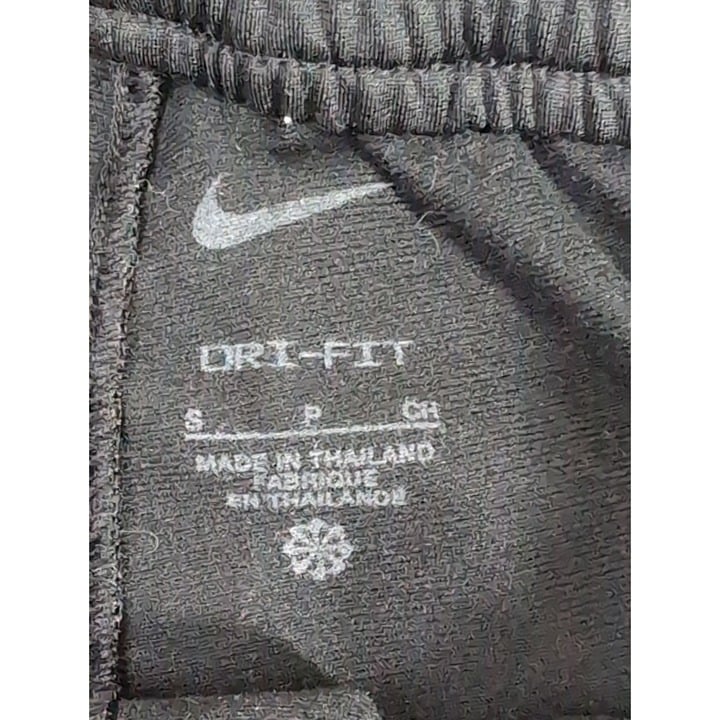 DRI-FIT
S P CH
MADE IN THAILAND
FABRIQUE
EN THAILANDE